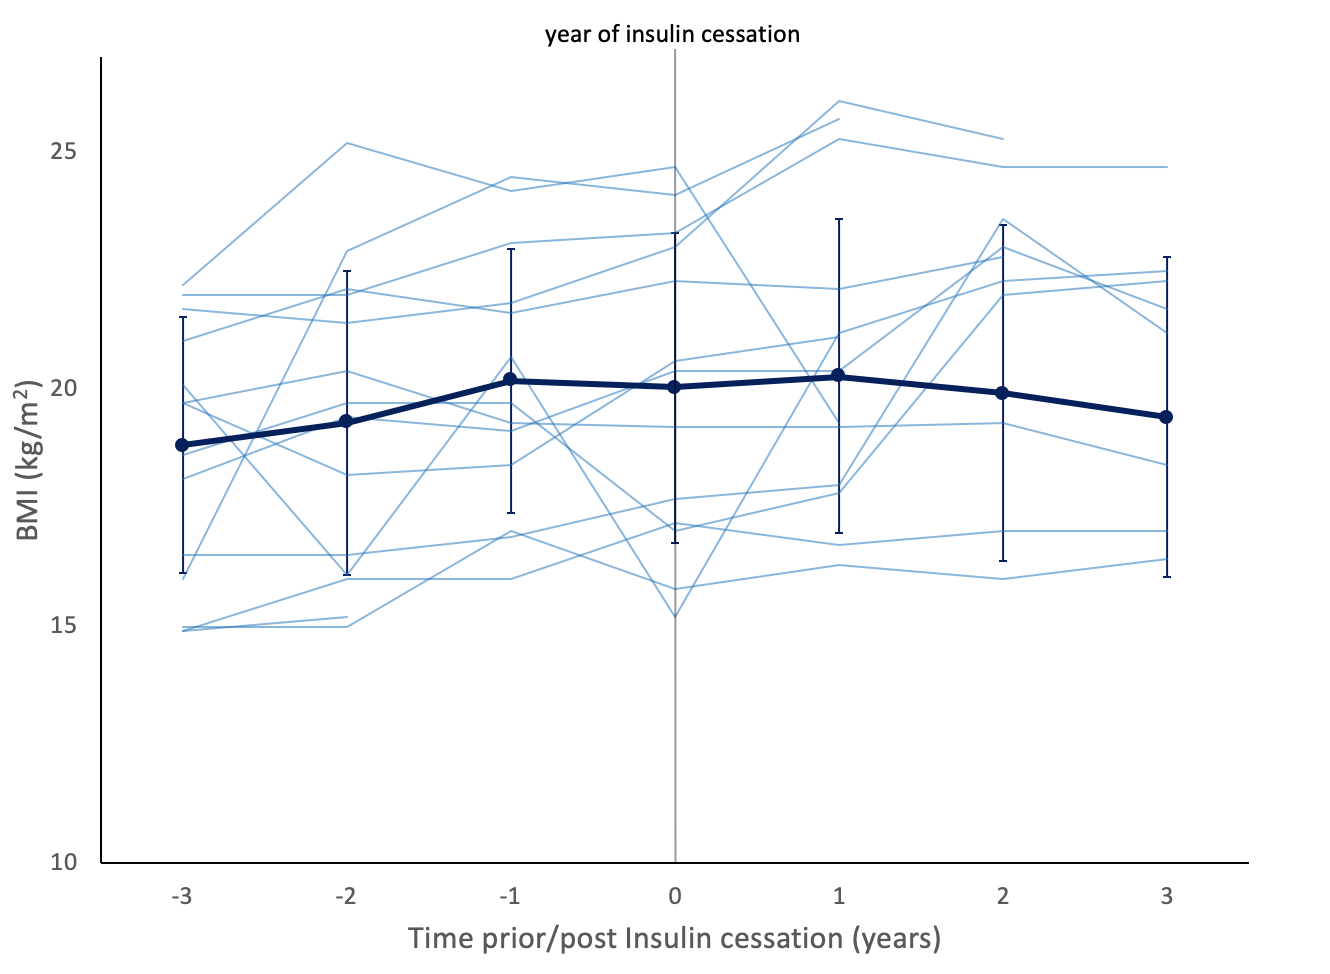 year of insulin cessation
25
20
15
10
BMI (kg/m²)
-3 -2 -1 0 1 2 3
Time prior/post Insulin cessation (years)